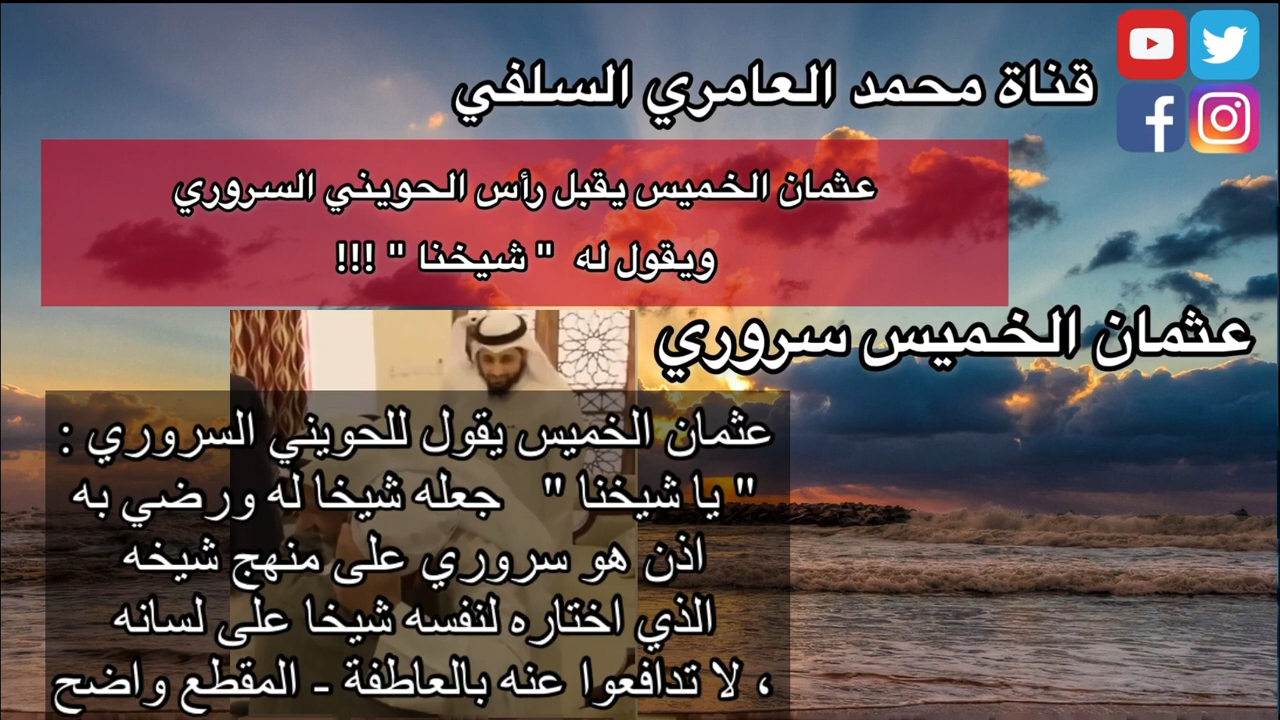 قناة محمد العامري السلفي
عثمان الخميس يقبل رأس الحويني السروري
ويقول له " شيخنا " !!!
عثمان الخميس سروري
عثمان الخميس يقول للحويني السروري :
" يا شيخنا " جعله شيخا له ورضي به
اذن هو سروري على منهج شيخه
الذي اختاره لنفسه شيخا على لسانه
، لا تدافعوا عنه بالعاطفة - المقطع واضح